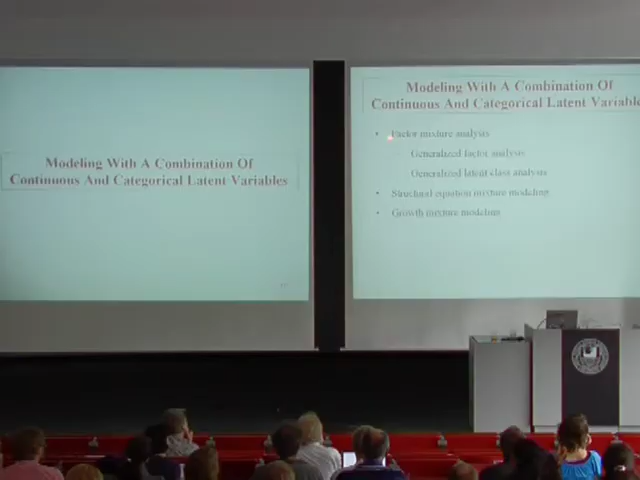 Modeling With A Combination Of
Continuous And Categorical Latent Variables
Modeling With A Combination Of
Continuous And Categorical Latent Variable
• Factor mixture analysis
– Generalized factor analysis
– Generalized latent class analysis
• Structural equation mixture modeling
• Growth mixture modeling